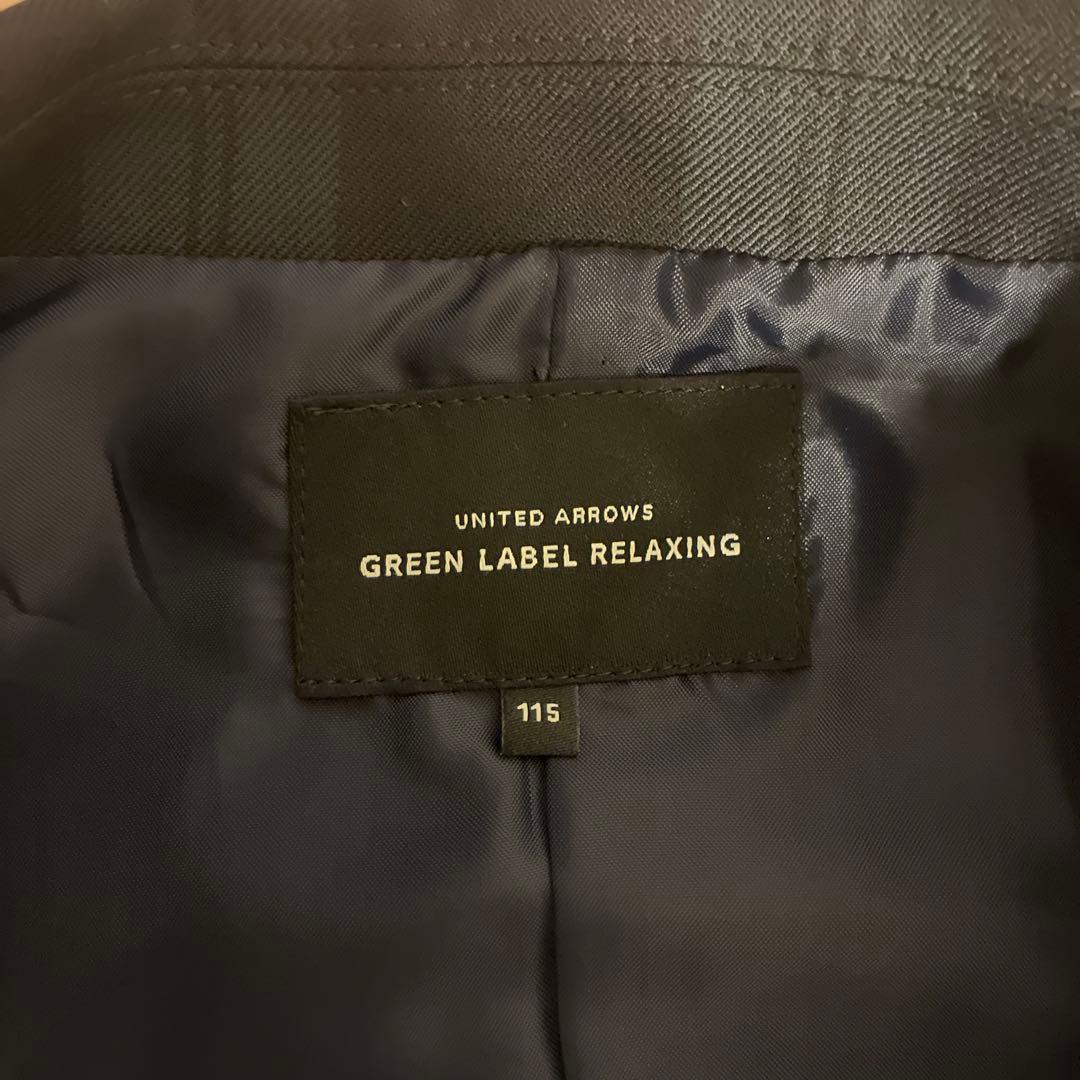 UNITED ARROWS
GREEN LABEL RELAXING
115